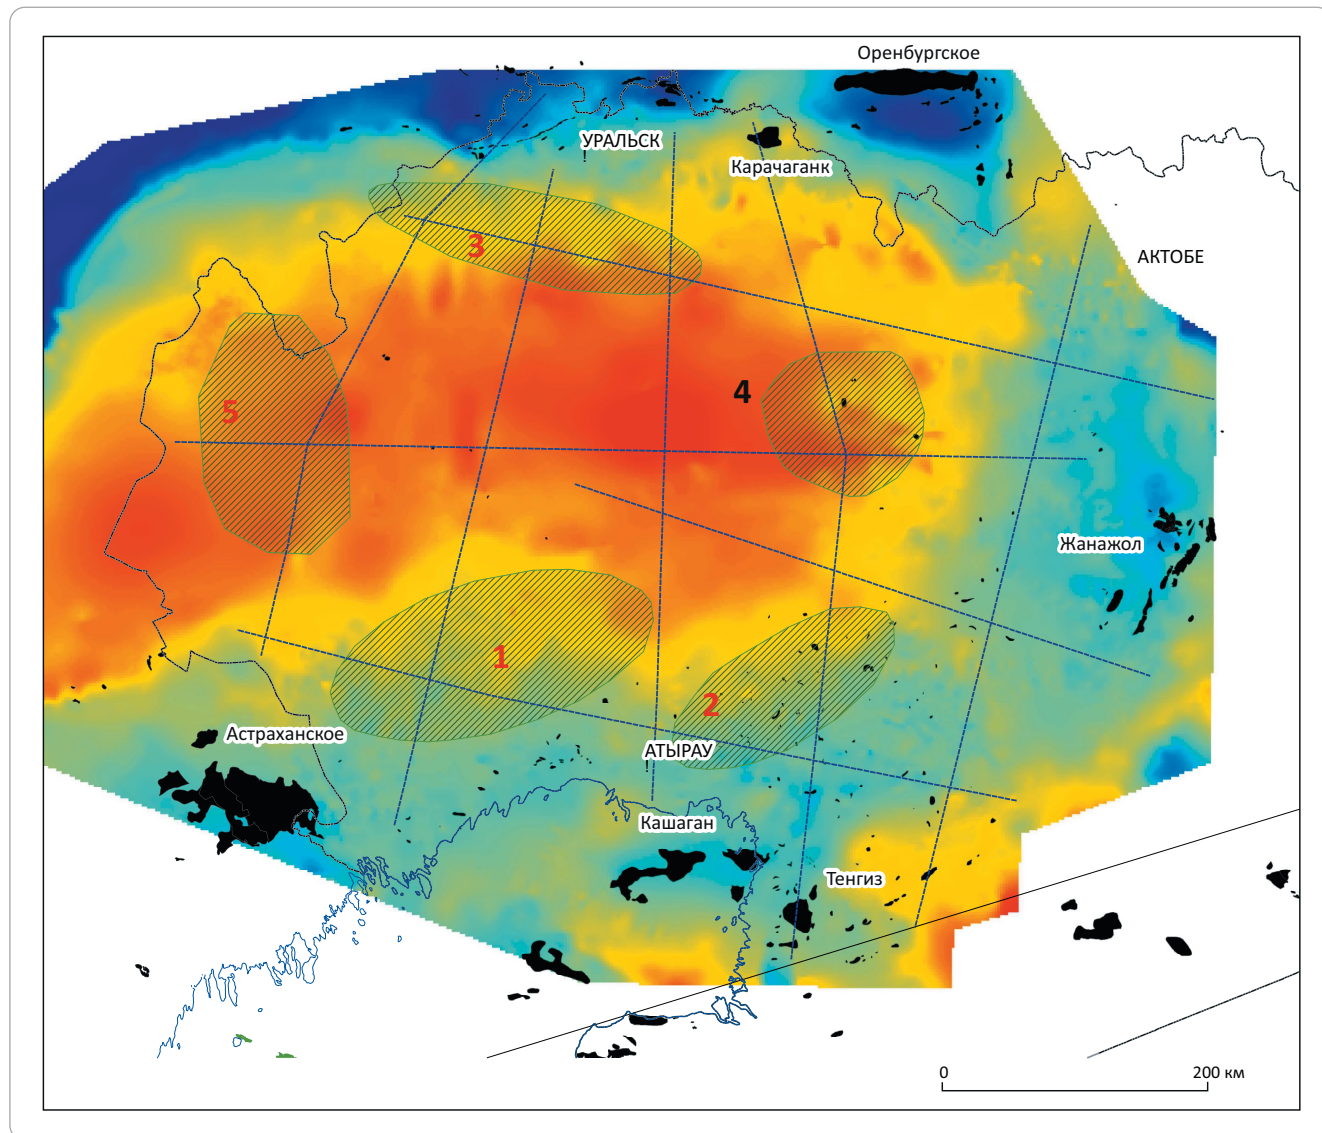 Оренбургское
УРАЛЬСК
Карачаганк
АКТОБЕ
3
4
5
Жанажол
1
2
Астраханское
АТЫРАУ
Кашаган
Тенгиз
0
200 км